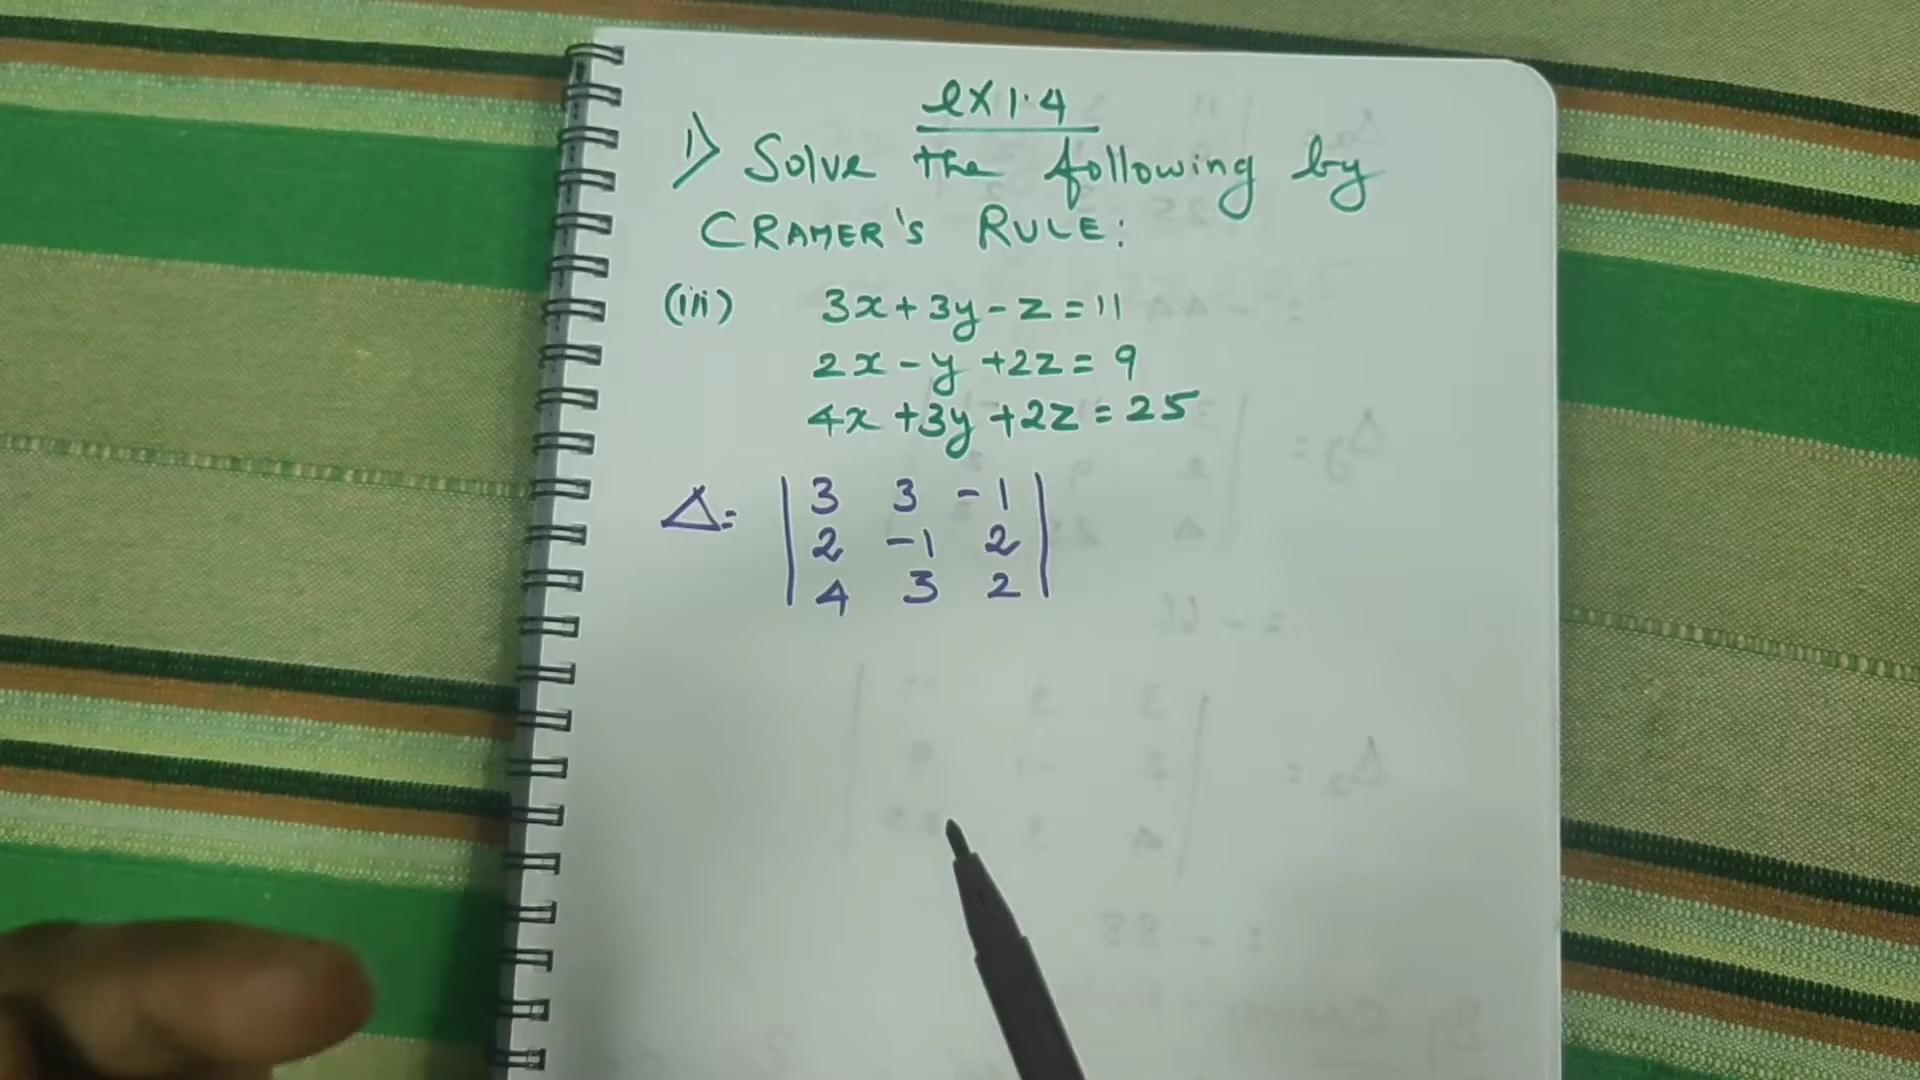 ex 1.4
1) Solve the following by
CRAMER'S RULE:
(iii) 3x + 3y - z = 11
2x - y + 2z = 9
4x + 3y + 2z = 25
Δ= | 3 3 -1 |
| 2 -1 2 |
| 4 3 2 |